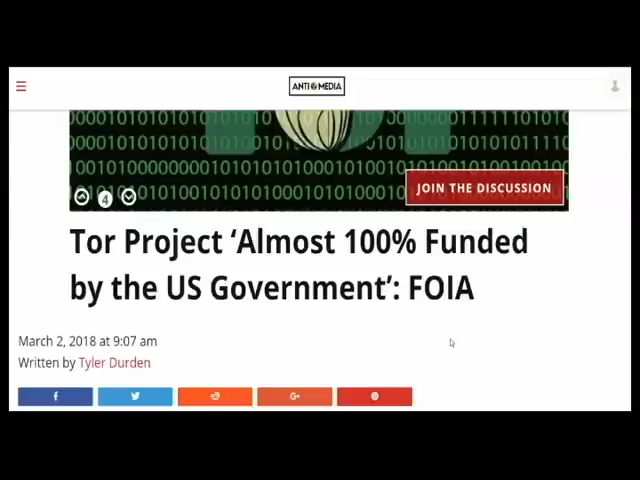 ANTI MEDIA
JOIN THE DISCUSSION
4
Tor Project ‘Almost 100% Funded
by the US Government’: FOIA
March 2, 2018 at 9:07 am
Written by Tyler Durden
f
G+